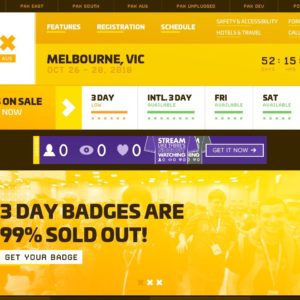 PAX EAST PAX SOUTH PAX AUS PAX UNPLUGGED PAX DEV
FEATURES REGISTRATION SCHEDULE SAFETY & ACCESSIBILITY
HOTELS & TRAVEL
AUS
MELBOURNE, VIC
OCT 26 - 28, 2018
52: 15
DAYS
S ON SALE
NOW
3 DAY INTL. 3 DAY FRI SAT
LOW AVAILABLE AVAILABLE AVAILABLE
0 0 0
STREAM
WATCHING
GET IT NOW
3 DAY BADGES ARE
99% SOLD OUT!
GET YOUR BADGE